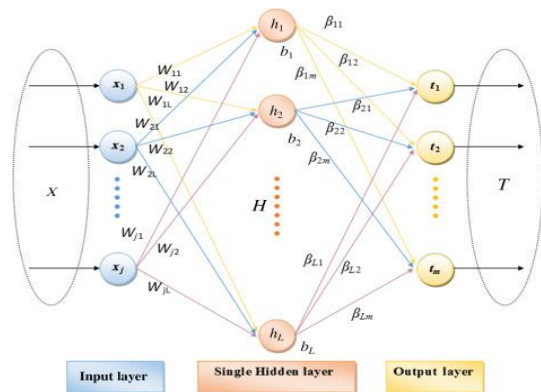 h₁
β₁₁
b₁
β₁₂
W₁₁
β₁ₘ
x₁
W₁₂
t₁
W₁L
h₂
β₂₁
W₂₁
b₂
β₂₂
x₂
W₂₂
β₂ₘ
t₂
W₂L
X
H
T
Wⱼ₁
Wⱼ₂
βL₁
βL₂
xⱼ
tₘ
WⱼL
βLₘ
hL
bL
Input layer
Single Hidden layer
Output layer